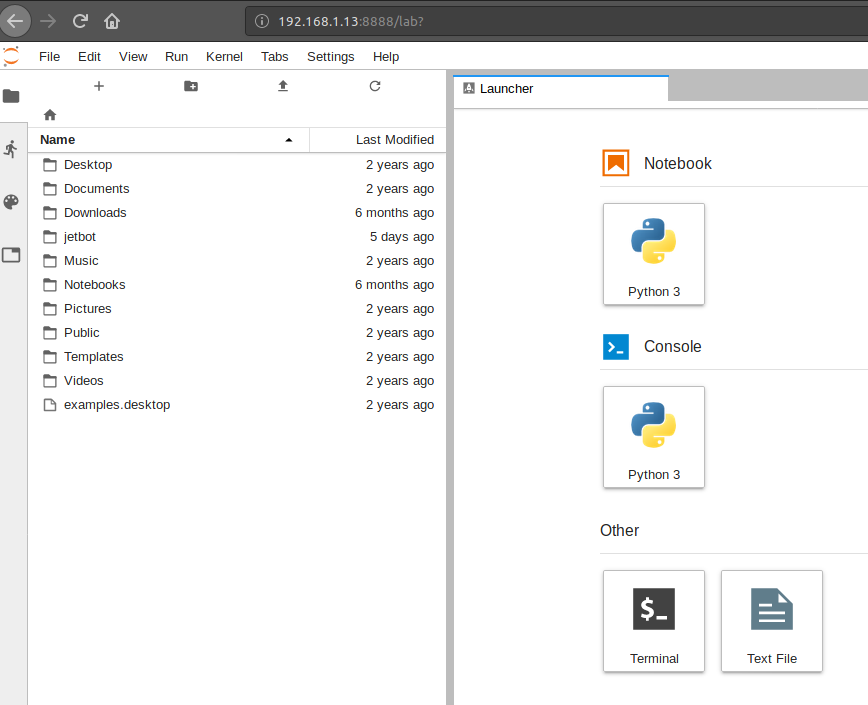 192.168.1.13:8888/lab?
File Edit View Run Kernel Tabs Settings Help
Launcher
Name Last Modified
Desktop 2 years ago
Documents 2 years ago
Downloads 6 months ago
jetbot 5 days ago
Music 2 years ago
Notebooks 6 months ago
Pictures 2 years ago
Public 2 years ago
Templates 2 years ago
Videos 2 years ago
examples.desktop 2 years ago
Notebook
Python 3
Console
Python 3
Other
$_
Terminal
Text File